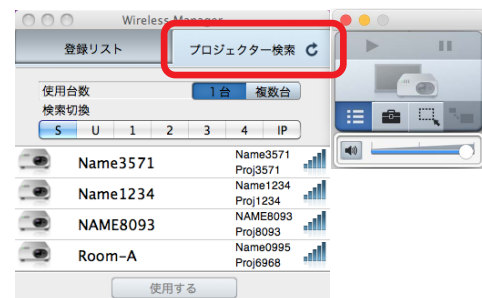 Wireless Manager
登録リスト プロジェクター検索
使用台数 1台 複数台
検索切換
S U 1 2 3 4 IP
Name3571 Name3571
Proj3571
Name1234 Name1234
Proj1234
NAME8093 NAME8093
Proj8093
Room-A Name0995
Proj6968
使用する